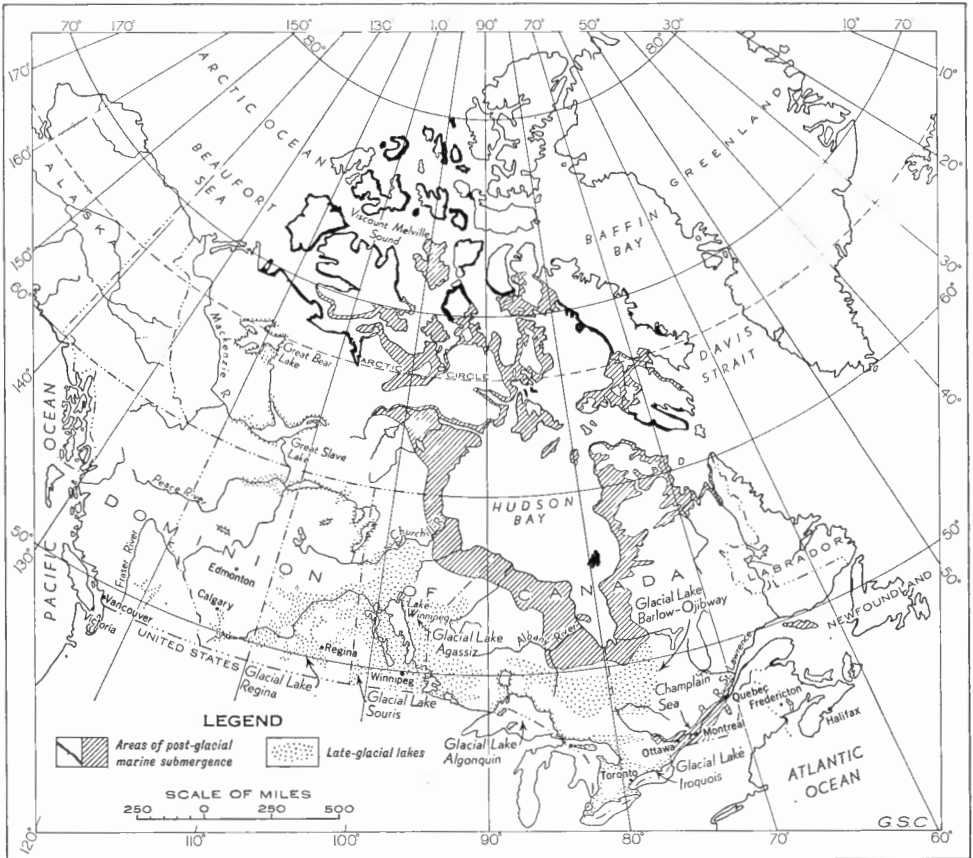 70° 170° 150° 80° 130° 110 90° 70° 50° 80° 30° 10° 70
170°
160°
150°
60°
140°
50°
130°
120°
10°
20°
30°
60°
40°
50°
50°
110° 100° 90° 80° 70° 60°
ARCTIC OCEAN
BEAUFORT
SEA
ALASK
GREENLAND
BAFFIN
BAY
DAVIS
STRAIT
Viscount Melville
Sound
Mackenzie R
Great Bear
Lake
ARCTIC CIRCLE
Great Slave
Lake
PACIFIC OCEAN
Peace River
HUDSON
BAY
DOMINION OF CANADA
Church
Fraser River
Edmonton
Calgary
Vancouver
Victoria
UNITED STATES
Regina
Winnipeg
Lake
Winnipeg
Glacial Lake
Agassiz
Albany River
Glacial Lake
Barlow-Ojibway
LABRADOR
NEWFOUNDLAND
Glacial Lake
Regina
Glacial Lake
Souris
Glacial Lake
Algonquin
Champlain
Sea
R. St. Lawrence
Quebec
Fredericton
Halifax
Montreal
Ottawa
Toronto
Glacial Lake
Iroquois
ATLANTIC
OCEAN
LEGEND
Areas of post-glacial
marine submergence
Late-glacial lakes
SCALE OF MILES
250 0 250 500
G.S.C